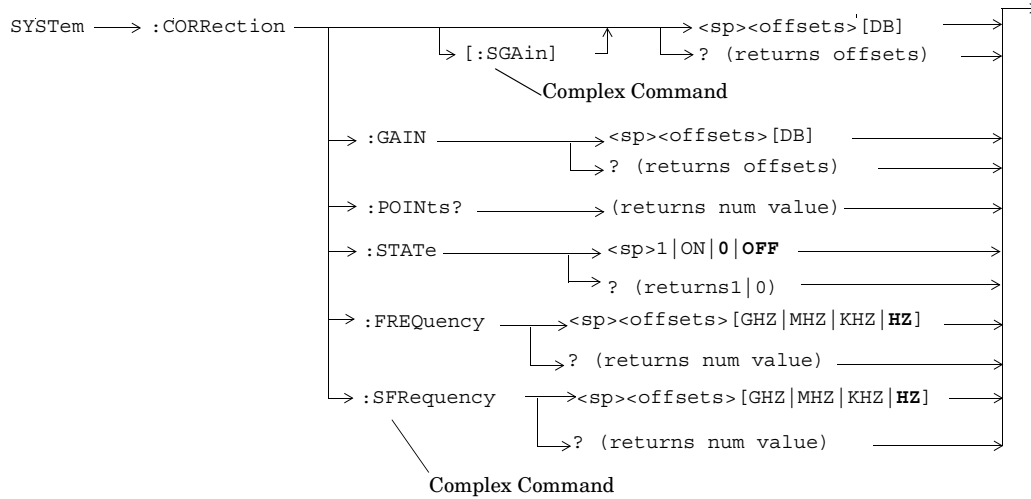 SYSTem :CORRection <sp><offsets>[DB]
[:SGAin] ? (returns offsets)
Complex Command
:GAIN <sp><offsets>[DB]
? (returns offsets)
:POINts? (returns num value)
:STATe <sp>1|ON|0|OFF
? (returns1|0)
:FREQuency <sp><offsets>[GHZ|MHZ|KHZ|HZ]
? (returns num value)
:SFRequency <sp><offsets>[GHZ|MHZ|KHZ|HZ]
? (returns num value)
Complex Command